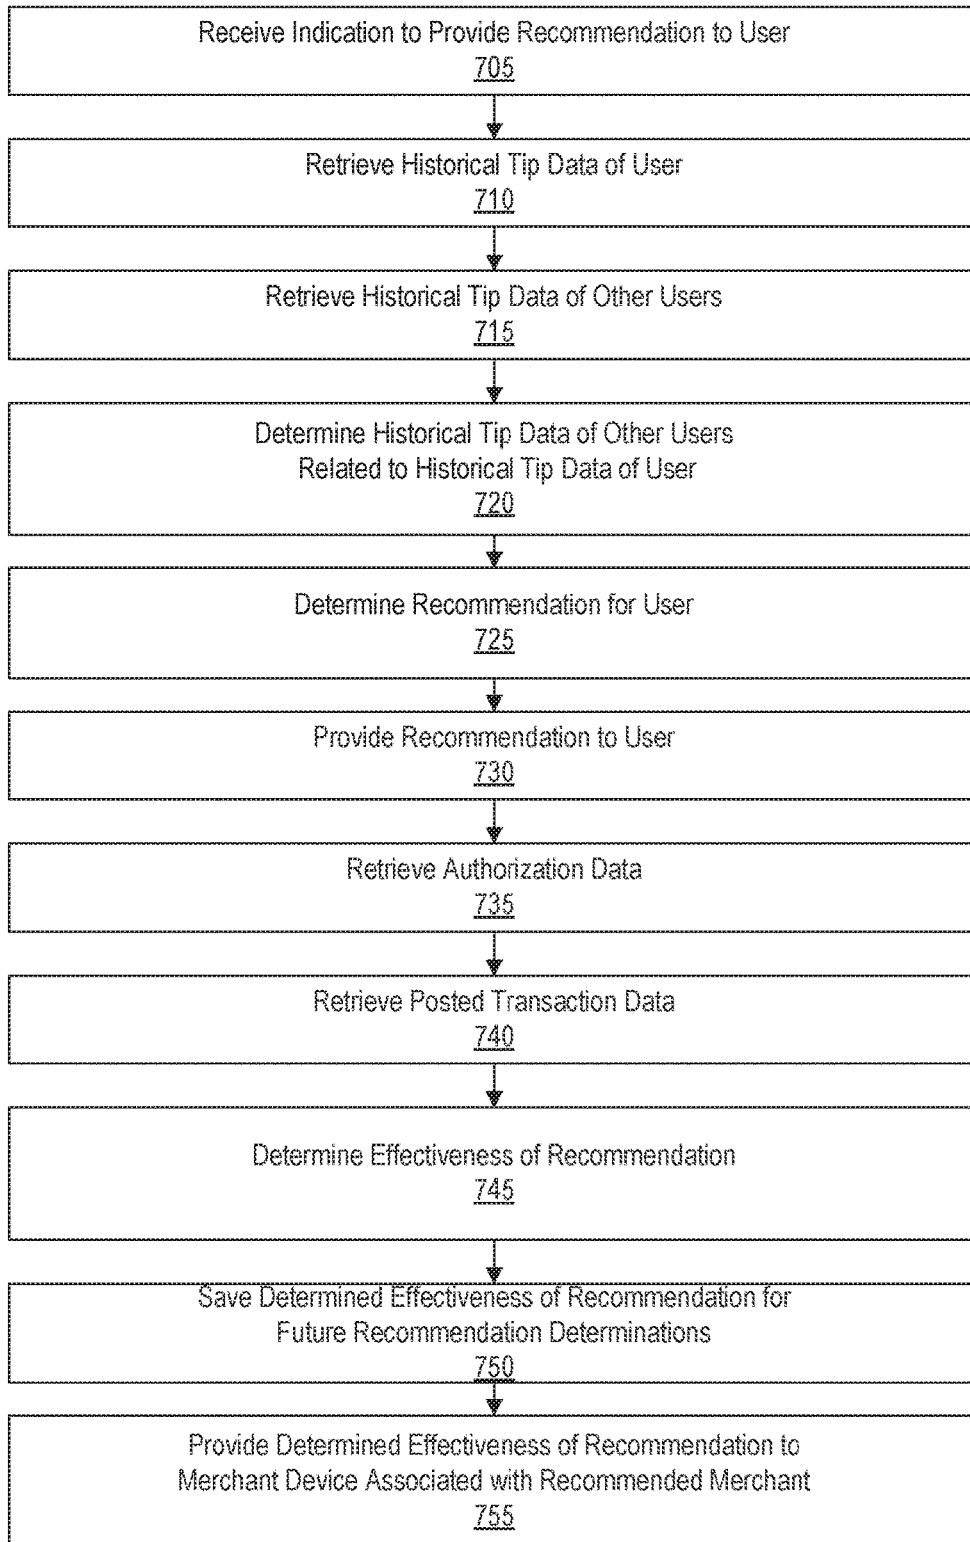 Receive Indication to Provide Recommendation to User
705
Retrieve Historical Tip Data of User
710
Retrieve Historical Tip Data of Other Users
715
Determine Historical Tip Data of Other Users
Related to Historical Tip Data of User
720
Determine Recommendation for User
725
Provide Recommendation to User
730
Retrieve Authorization Data
735
Retrieve Posted Transaction Data
740
Determine Effectiveness of Recommendation
745
Save Determined Effectiveness of Recommendation for
Future Recommendation Determinations
750
Provide Determined Effectiveness of Recommendation to
Merchant Device Associated with Recommended Merchant
755